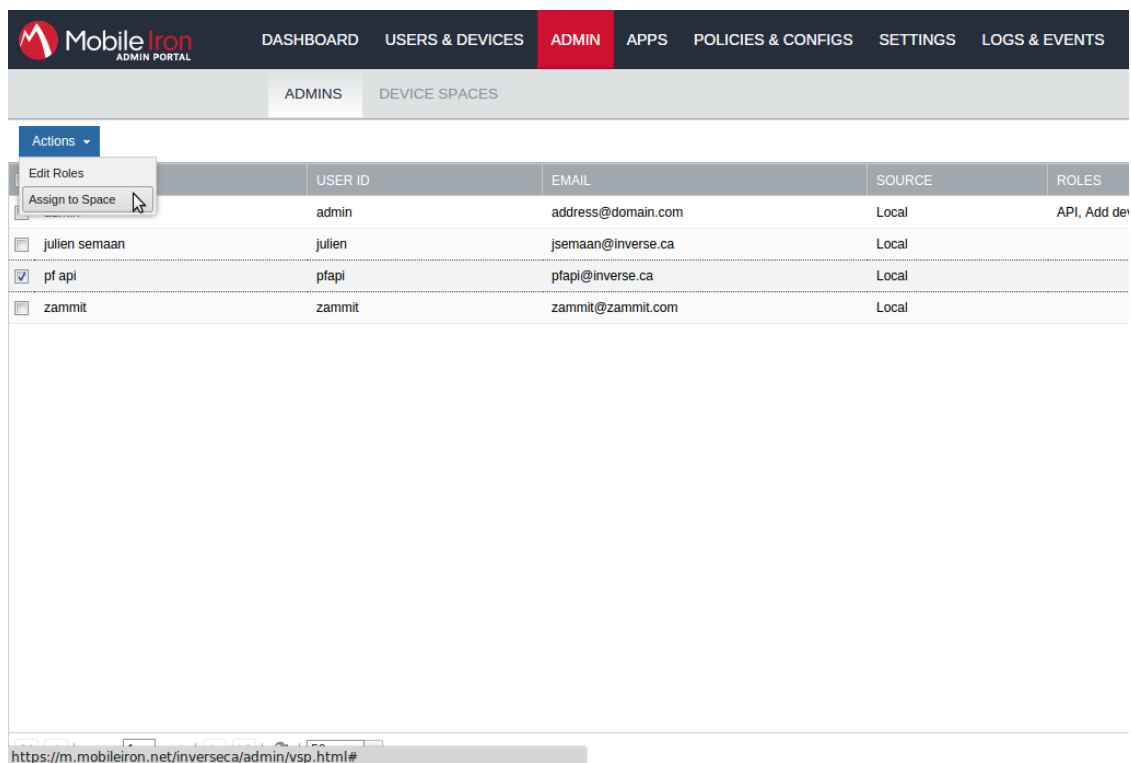 Mobile Iron
ADMIN PORTAL
DASHBOARD USERS & DEVICES ADMIN APPS POLICIES & CONFIGS SETTINGS LOGS & EVENTS
ADMINS DEVICE SPACES
Actions
Edit Roles
Assign to Space
USER ID EMAIL SOURCE ROLES
admin address@domain.com Local API, Add dev
julien semaan julien jsemaan@inverse.ca Local
pf api pfapi pfapi@inverse.ca Local
zammit zammit zammit@zammit.com Local
https://m.mobileiron.net/inverseca/admin/vsp.html#